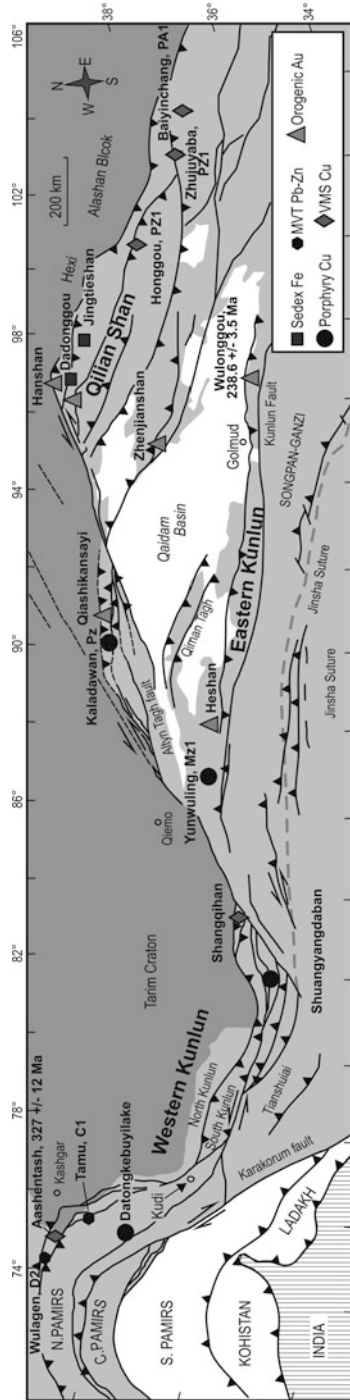 74°
78°
82°
86°
90°
94°
98°
102°
106°
38°
36°
34°
N
E
S
W
200 km
Wulagen, D2
Aashentash, 327 +/- 12 Ma
Kashgar
Tamu, C1
N.PAMIRS
C.PAMIRS
Datongkebuyilake
Kudi
S. PAMIRS
KOHISTAN
LADAKH
INDIA
Karakorum fault
Western Kunlun
North Kunlun
South Kunlun
Tianshuiai
Tarim Craton
Shangqihan
Shuangyangdaban
Qiemo
Yunwuling, Mz1
Heshan
Altyn Tagh fault
Kaladawan, Pz
Qiashikansayi
Qiman Tagh
Qaidam
Basin
Eastern Kunlun
Jinsha Suture
Jinsha Suture
SONGPAN-GANZI
Kunlun Fault
Golmud
Wulonggou,
238.6 +/- 3.5 Ma
Zhenjianshan
Hanshan
Dadonggou
Jingtieshan
Hexi
Qilian Shan
Alashan Blcok
Honggou, PZ1
Zhujuyaba,
PZ1
Baiyinchang, PA1
Sedex Fe
MVT Pb-Zn
Orogenic Au
Porphyry Cu
VMS Cu